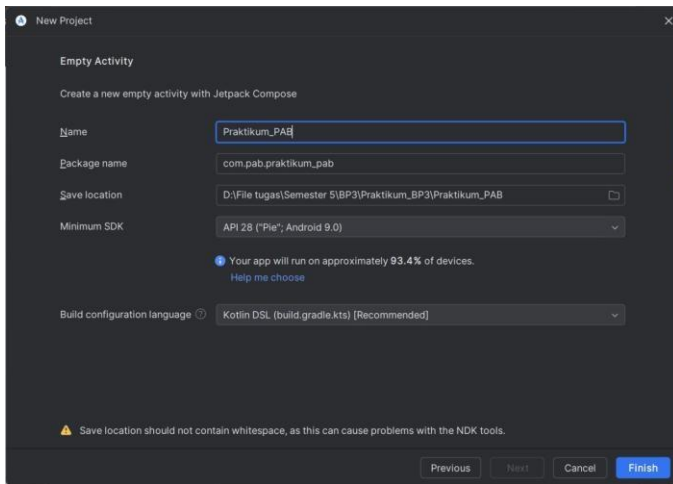 New Project
Empty Activity
Create a new empty activity with Jetpack Compose
Name Praktikum_PAB
Package name com.pab.praktikum_pab
Save location D:\File tugas\Semester 5\BP3\Praktikum_BP3\Praktikum_PAB
Minimum SDK API 28 ("Pie"; Android 9.0)
Your app will run on approximately 93.4% of devices.
Help me choose
Build configuration language Kotlin DSL (build.gradle.kts) [Recommended]
Save location should not contain whitespace, as this can cause problems with the NDK tools.
Previous Next Cancel Finish